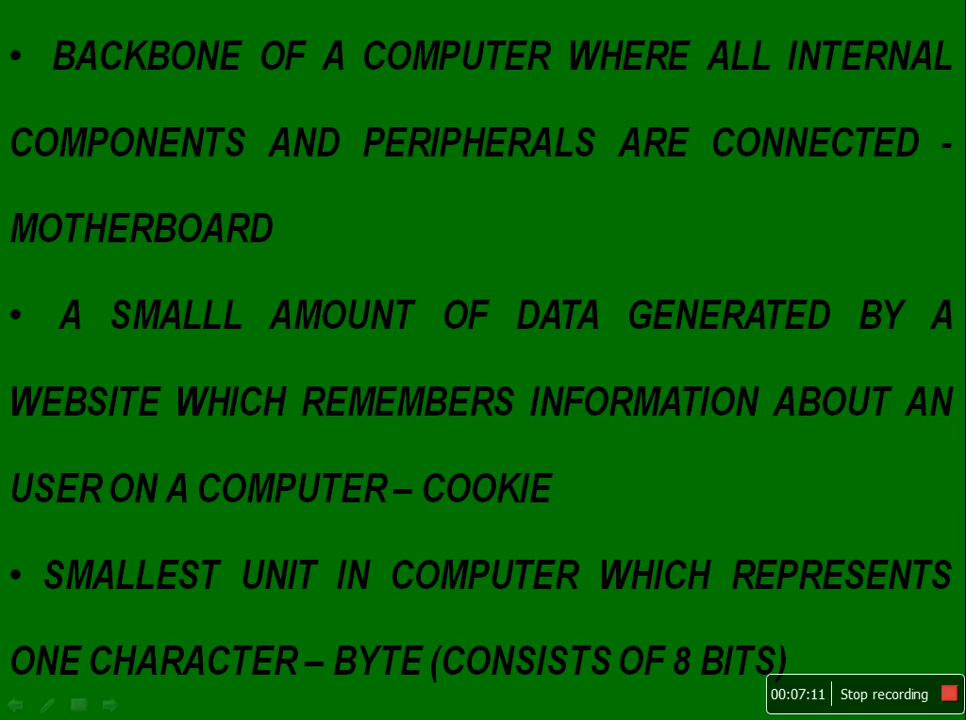 • BACKBONE OF A COMPUTER WHERE ALL INTERNAL
COMPONENTS AND PERIPHERALS ARE CONNECTED -
MOTHERBOARD
• A SMALLL AMOUNT OF DATA GENERATED BY A
WEBSITE WHICH REMEMBERS INFORMATION ABOUT AN
USER ON A COMPUTER – COOKIE
• SMALLEST UNIT IN COMPUTER WHICH REPRESENTS
ONE CHARACTER – BYTE (CONSISTS OF 8 BITS)
00:07:11 Stop recording